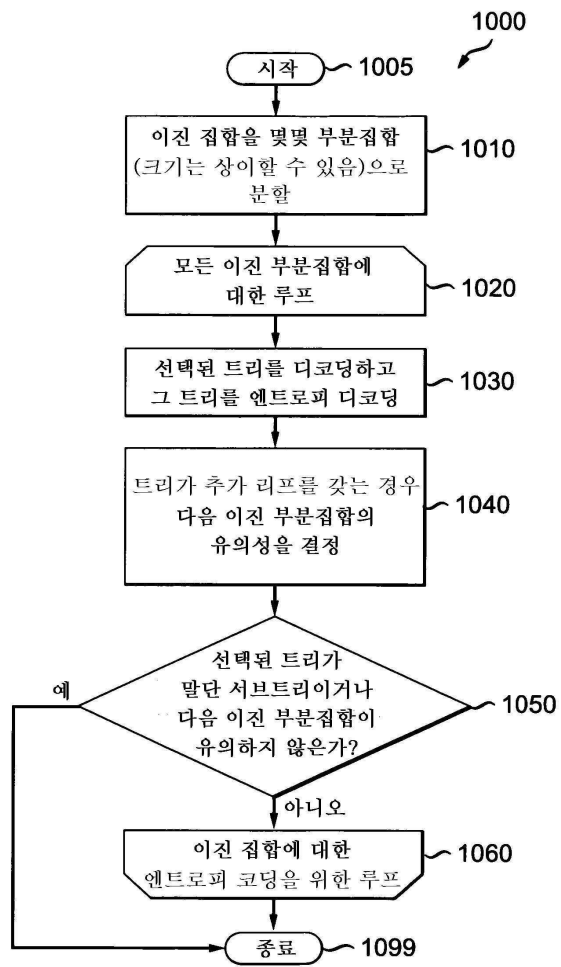 1000
시작
1005
이진 집합을 몇몇 부분집합
(크기는 상이할 수 있음)으로
분할
1010
모든 이진 부분집합에
대한 루프
1020
선택된 트리를 디코딩하고
그 트리를 엔트로피 디코딩
1030
트리가 추가 리프를 갖는 경우
다음 이진 부분집합의
유의성을 결정
1040
선택된 트리가
말단 서브트리이거나
다음 이진 부분집합이
유의하지 않은가?
1050
예
아니오
이진 집합에 대한
엔트로피 코딩을 위한 루프
1060
종료
1099